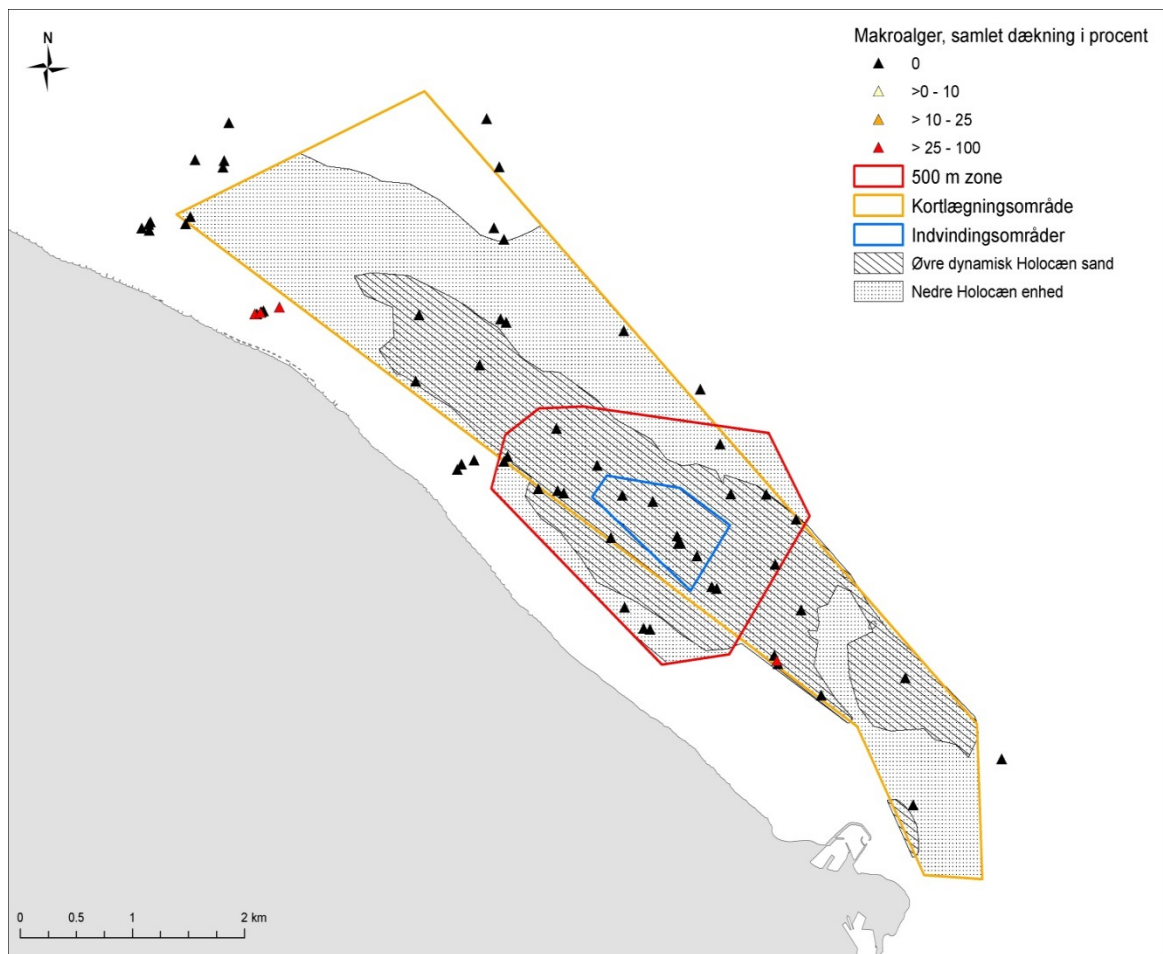 N
Makroalger, samlet dækning i procent
0
>0 - 10
> 10 - 25
> 25 - 100
500 m zone
Kortlægningsområde
Indvindingsområder
Øvre dynamisk Holocæn sand
Nedre Holocæn enhed
0 0.5 1 2 km